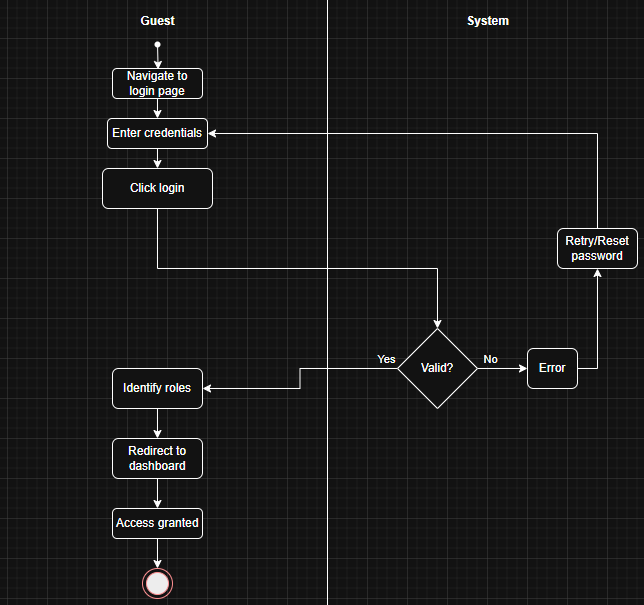 Guest
System
Navigate to
login page
Enter credentials
Click login
Retry/Reset
password
Yes
Valid?
No
Error
Identify roles
Redirect to
dashboard
Access granted